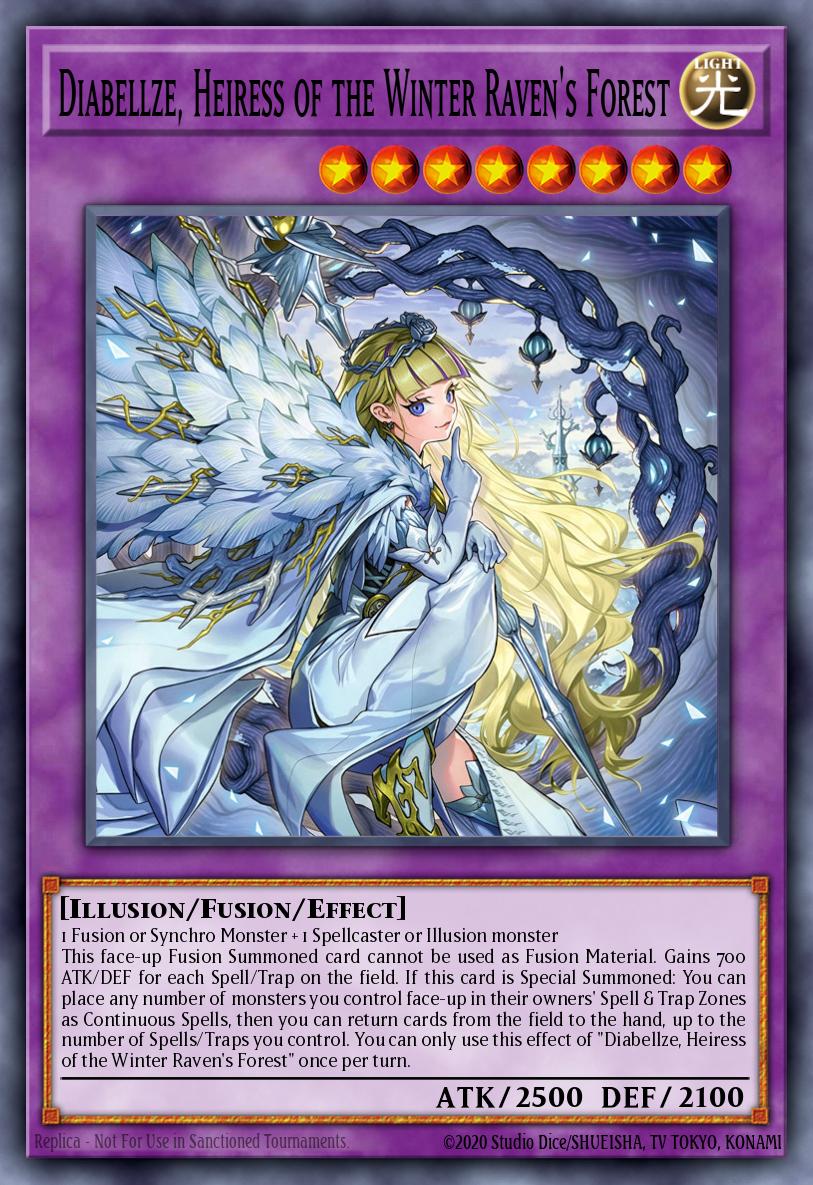 Diabellze, Heiress of the Winter Raven's Forest
LIGHT
光
[Illusion/Fusion/Effect]
1 Fusion or Synchro Monster + 1 Spellcaster or Illusion monster
This face-up Fusion Summoned card cannot be used as Fusion Material. Gains 700
ATK/DEF for each Spell/Trap on the field. If this card is Special Summoned: You can
place any number of monsters you control face-up in their owners' Spell & Trap Zones
as Continuous Spells, then you can return cards from the field to the hand, up to the
number of Spells/Traps you control. You can only use this effect of "Diabellze, Heiress
of the Winter Raven's Forest" once per turn.
ATK/2500 DEF/2100
Replica - Not For Use in Sanctioned Tournaments.
©2020 Studio Dice/SHUEISHA, TV TOKYO, KONAMI